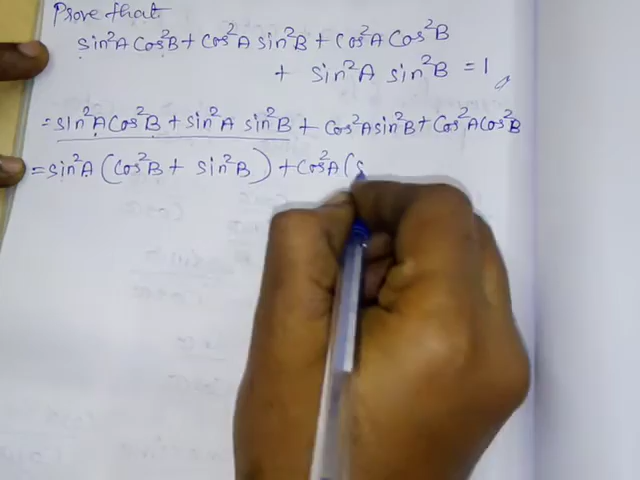 Prove that
sin²A cos²B + cos²A sin²B + cos²A cos²B
+ sin²A sin²B = 1,
= sin²A cos²B + sin²A sin²B + cos²A sin²B + cos²A cos²B
= sin²A (cos²B + sin²B) + cos²A (s